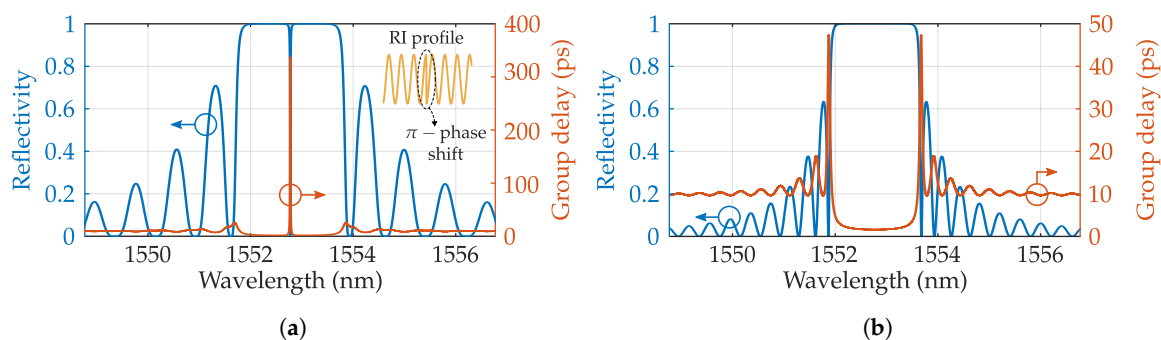 1
0.8
0.6
0.4
0.2
0
Reflectivity
400
300
200
100
0
Group delay (ps)
RI profile
π − phase
shift
1550
1552
1554
1556
Wavelength (nm)
(a)
1
0.8
0.6
0.4
0.2
0
Reflectivity
50
40
30
20
10
0
Group delay (ps)
1550
1552
1554
1556
Wavelength (nm)
(b)